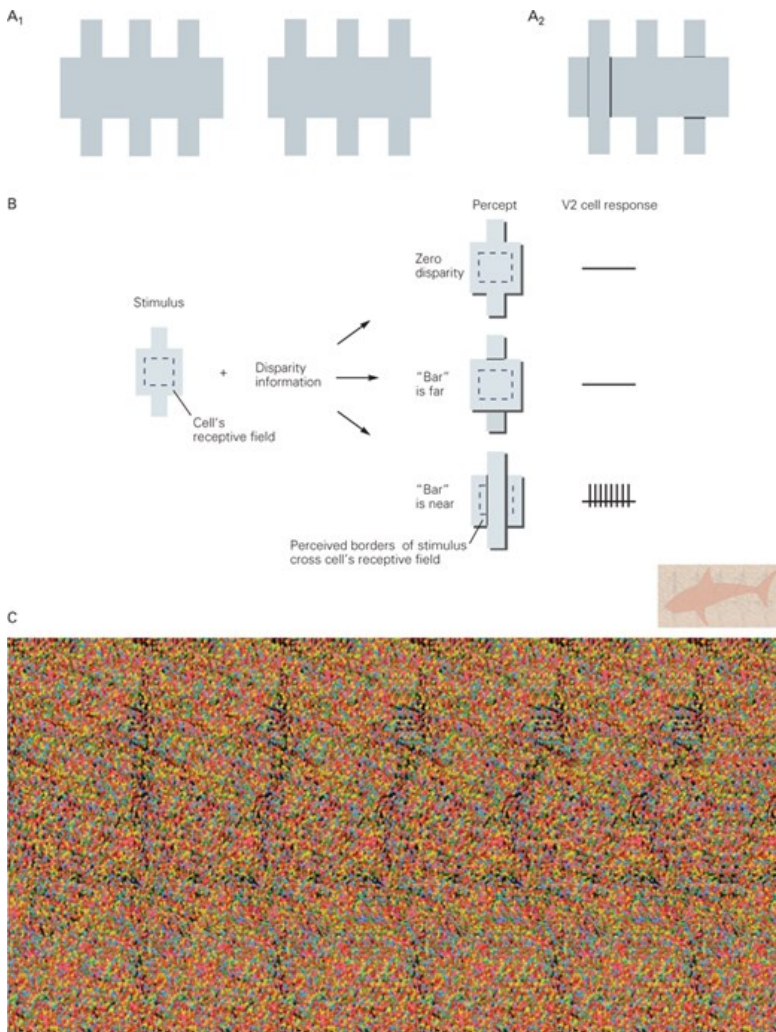 A1
A2
B
Percept
V2 cell response
Zero
disparity
Stimulus
+
Disparity
information
"Bar"
is far
Cell's
receptive field
"Bar"
is near
Perceived borders of stimulus
cross cell's receptive field
C